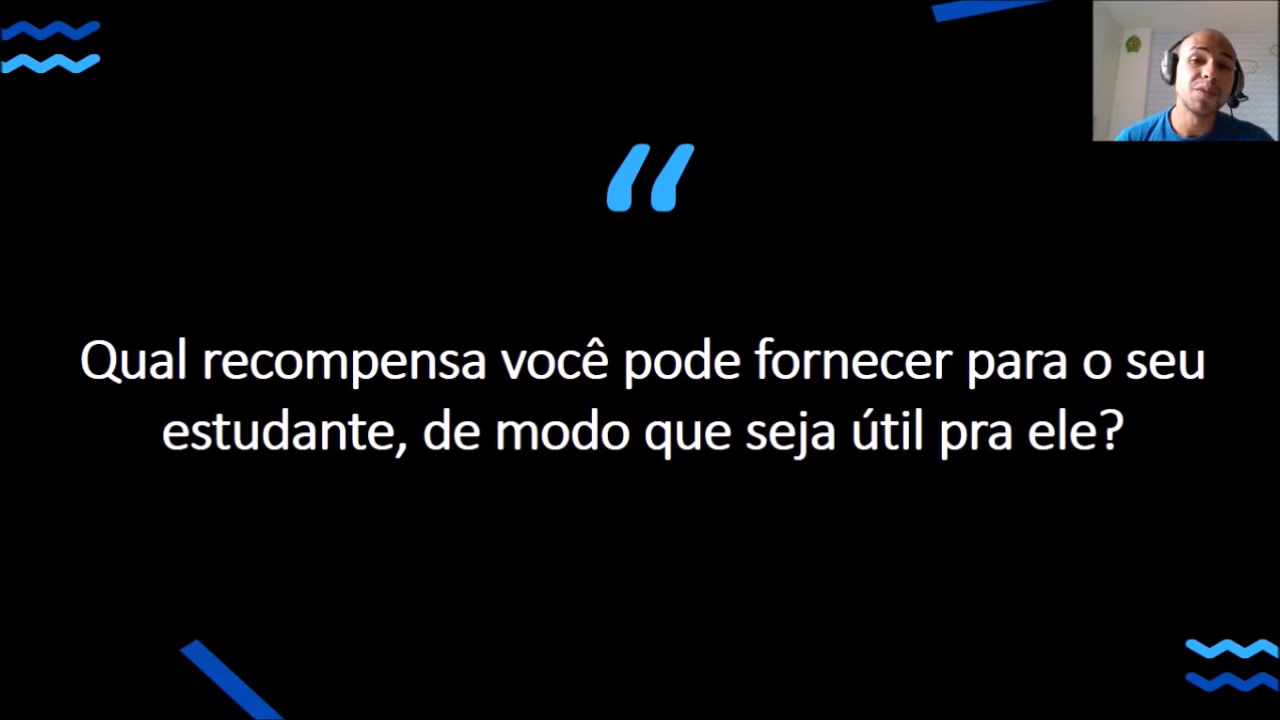 “
Qual recompensa você pode fornecer para o seu
estudante, de modo que seja útil pra ele?